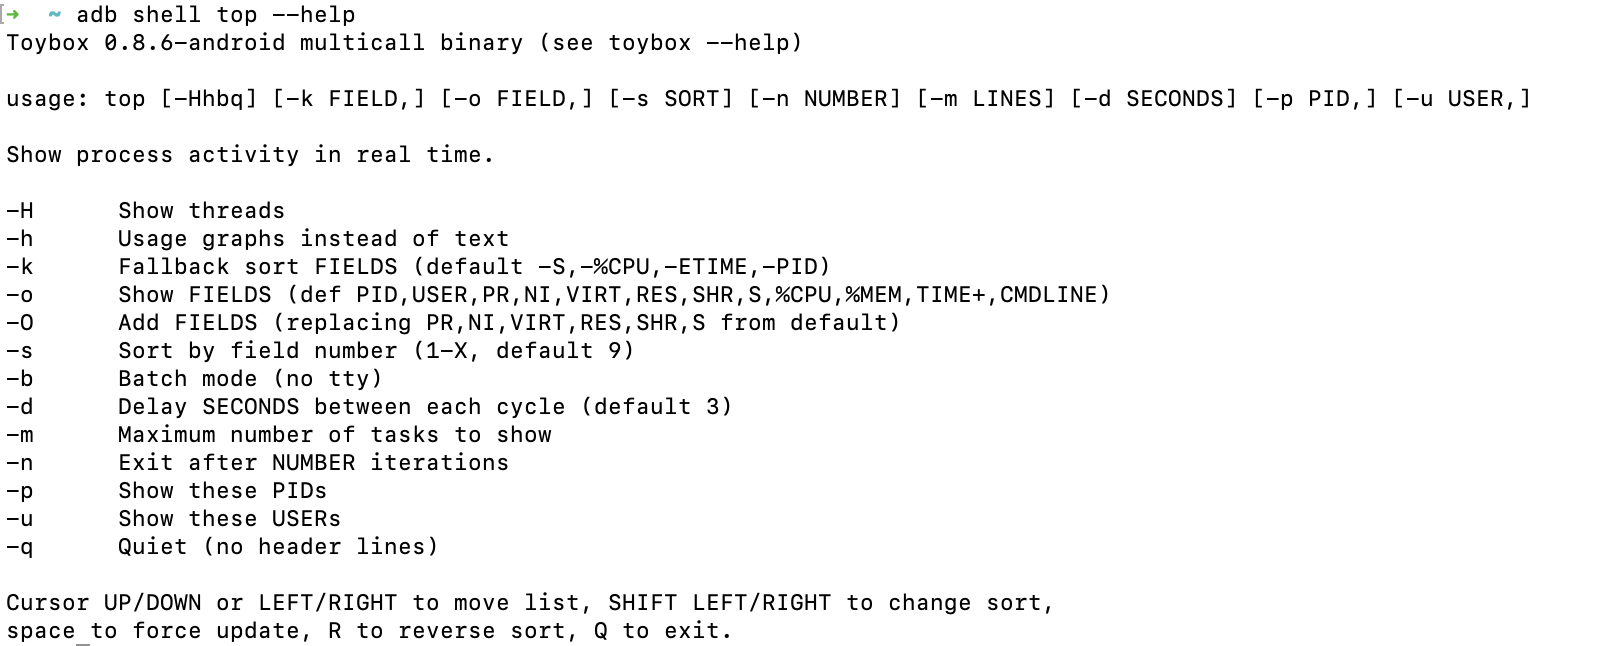 [→ ~ adb shell top --help
Toybox 0.8.6-android multicall binary (see toybox --help)
usage: top [-Hhbq] [-k FIELD,] [-o FIELD,] [-s SORT] [-n NUMBER] [-m LINES] [-d SECONDS] [-p PID,] [-u USER,]
Show process activity in real time.
-H Show threads
-h Usage graphs instead of text
-k Fallback sort FIELDS (default -S,-%CPU,-ETIME,-PID)
-o Show FIELDS (def PID,USER,PR,NI,VIRT,RES,SHR,S,%CPU,%MEM,TIME+,CMDLINE)
-O Add FIELDS (replacing PR,NI,VIRT,RES,SHR,S from default)
-s Sort by field number (1-X, default 9)
-b Batch mode (no tty)
-d Delay SECONDS between each cycle (default 3)
-m Maximum number of tasks to show
-n Exit after NUMBER iterations
-p Show these PIDs
-u Show these USERs
-q Quiet (no header lines)
Cursor UP/DOWN or LEFT/RIGHT to move list, SHIFT LEFT/RIGHT to change sort,
space to force update, R to reverse sort, Q to exit.